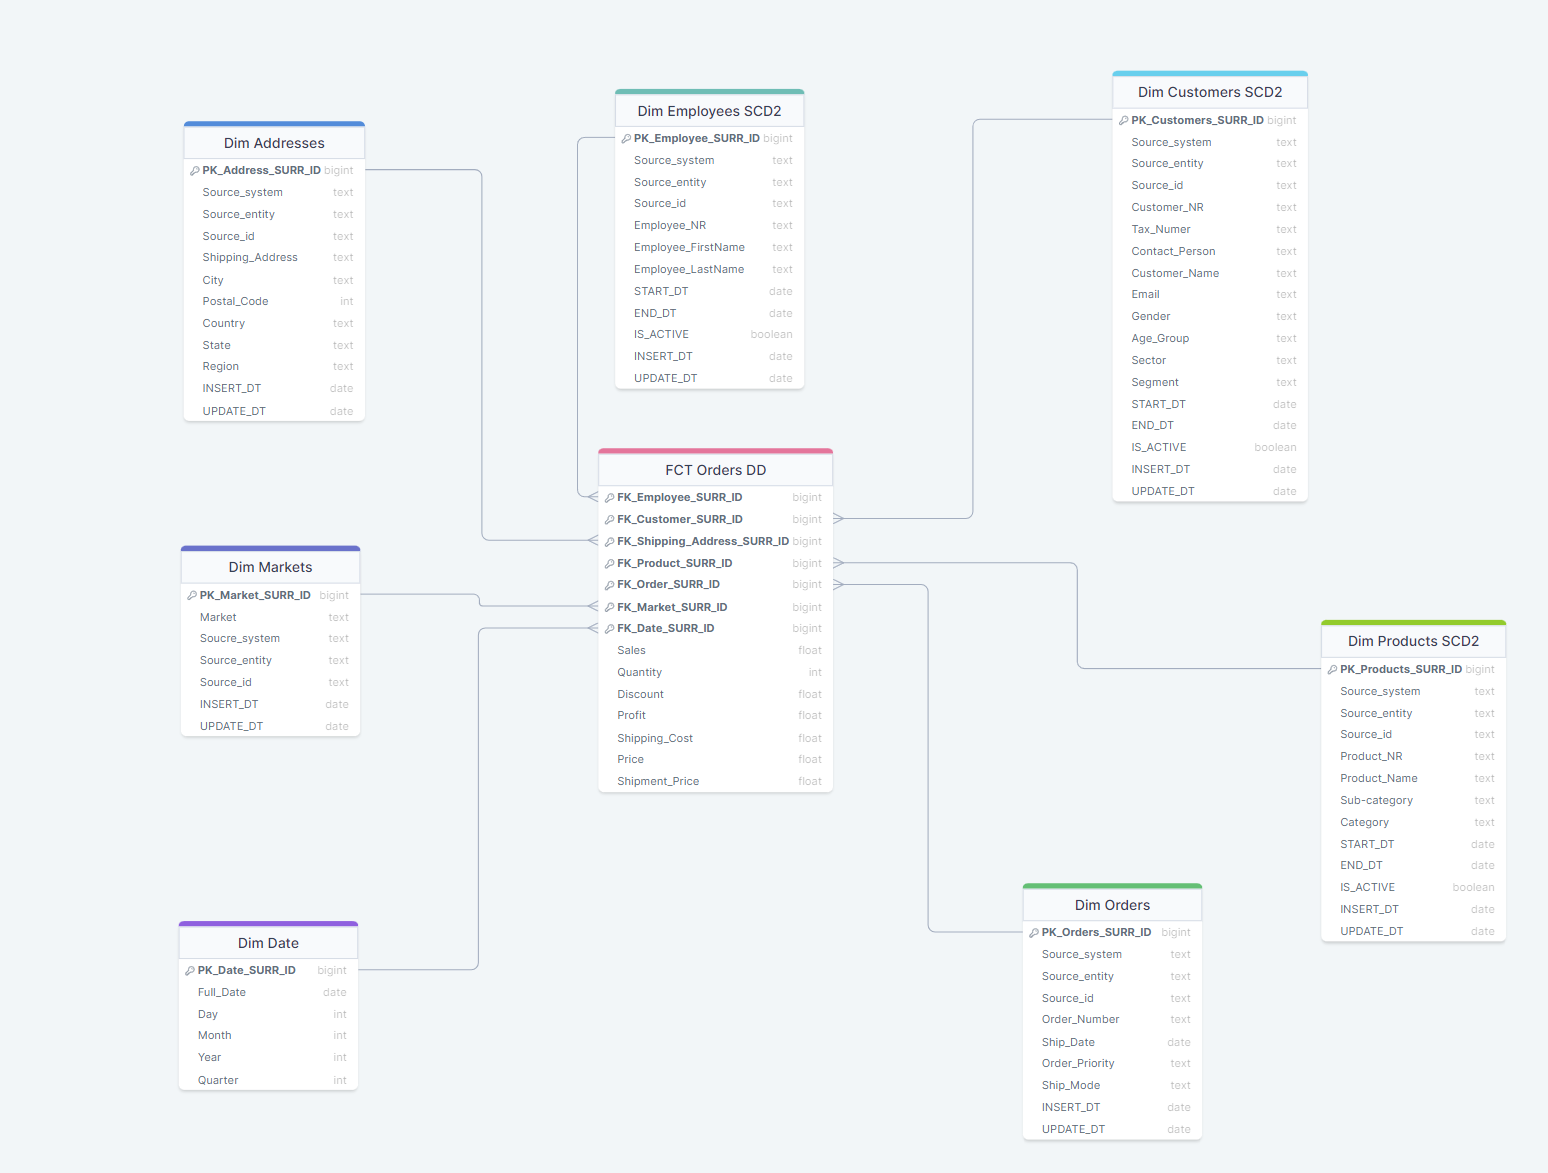 Dim Addresses
PK_Address_SURR_ID bigint
Source_system text
Source_entity text
Source_id text
Shipping_Address text
City text
Postal_Code int
Country text
State text
Region text
INSERT_DT date
UPDATE_DT date
Dim Employees SCD2
PK_Employee_SURR_ID bigint
Source_system text
Source_entity text
Source_id text
Employee_NR text
Employee_FirstName text
Employee_LastName text
START_DT date
END_DT date
IS_ACTIVE boolean
INSERT_DT date
UPDATE_DT date
Dim Customers SCD2
PK_Customers_SURR_ID bigint
Source_system text
Source_entity text
Source_id text
Customer_NR text
Tax_Numer text
Contact_Person text
Customer_Name text
Email text
Gender text
Age_Group text
Sector text
Segment text
START_DT date
END_DT date
IS_ACTIVE boolean
INSERT_DT date
UPDATE_DT date
FCT Orders DD
FK_Employee_SURR_ID bigint
FK_Customer_SURR_ID bigint
FK_Shipping_Address_SURR_ID bigint
FK_Product_SURR_ID bigint
FK_Order_SURR_ID bigint
FK_Market_SURR_ID bigint
FK_Date_SURR_ID bigint
Sales float
Quantity int
Discount float
Profit float
Shipping_Cost float
Price float
Shipment_Price float
Dim Markets
PK_Market_SURR_ID bigint
Market text
Soucre_system text
Source_entity text
Source_id text
INSERT_DT date
UPDATE_DT date
Dim Products SCD2
PK_Products_SURR_ID bigint
Source_system text
Source_entity text
Source_id text
Product_NR text
Product_Name text
Sub-category text
Category text
START_DT date
END_DT date
IS_ACTIVE boolean
INSERT_DT date
UPDATE_DT date
Dim Date
PK_Date_SURR_ID bigint
Full_Date date
Day int
Month int
Year int
Quarter int
Dim Orders
PK_Orders_SURR_ID bigint
Source_system text
Source_entity text
Source_id text
Order_Number text
Ship_Date date
Order_Priority text
Ship_Mode text
INSERT_DT date
UPDATE_DT date